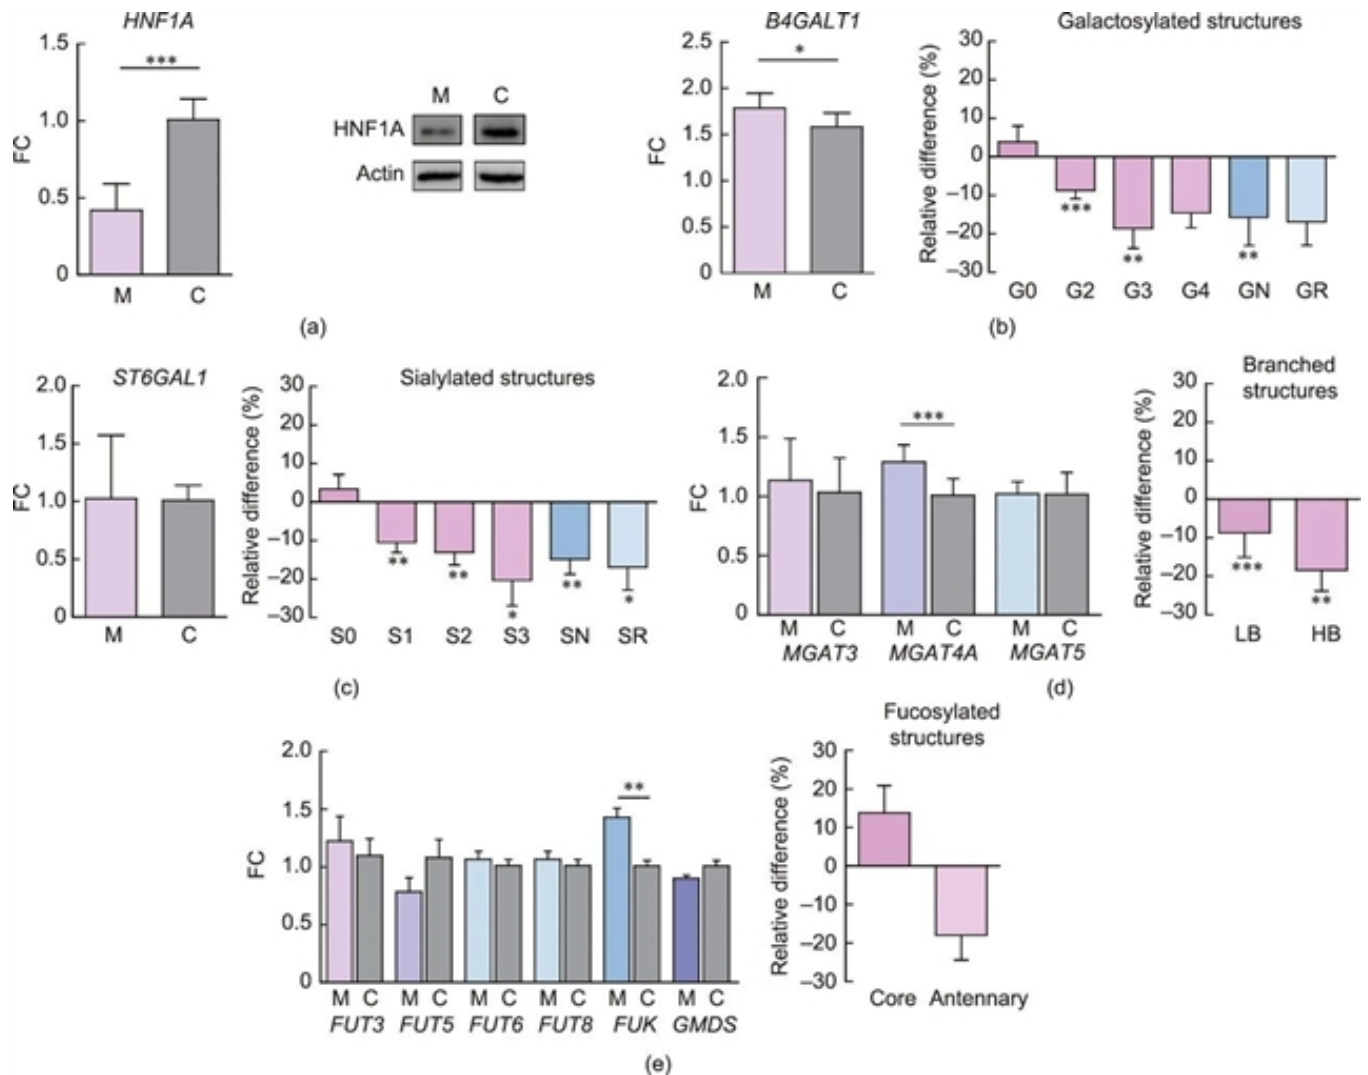 HNF1A
1.5
1.0
0.5
0
FC
***
M C
M C
HNF1A
Actin
(a)
B4GALT1
2.5
2.0
1.5
1.0
0.5
0
FC
*
M C
Galactosylated structures
30
20
10
0
–10
–20
–30
Relative difference (%)
***
**
**
G0 G2 G3 G4 GN GR
(b)
ST6GAL1
2.0
1.5
1.0
0.5
0
FC
M C
Sialylated structures
30
20
10
0
–10
–20
–30
Relative difference (%)
**
**
*
**
*
S0 S1 S2 S3 SN SR
(c)
2.0
1.5
1.0
0.5
0
FC
***
M C M C M C
MGAT3 MGAT4A MGAT5
Branched
structures
30
20
10
0
–10
–20
–30
Relative difference (%)
***
**
LB HB
(d)
2.0
1.5
1.0
0.5
0
FC
**
M C M C M C M C M C M C
FUT3 FUT5 FUT6 FUT8 FUK GMDS
Fucosylated
structures
30
20
10
0
–10
–20
–30
Relative difference (%)
Core Antennary
(e)